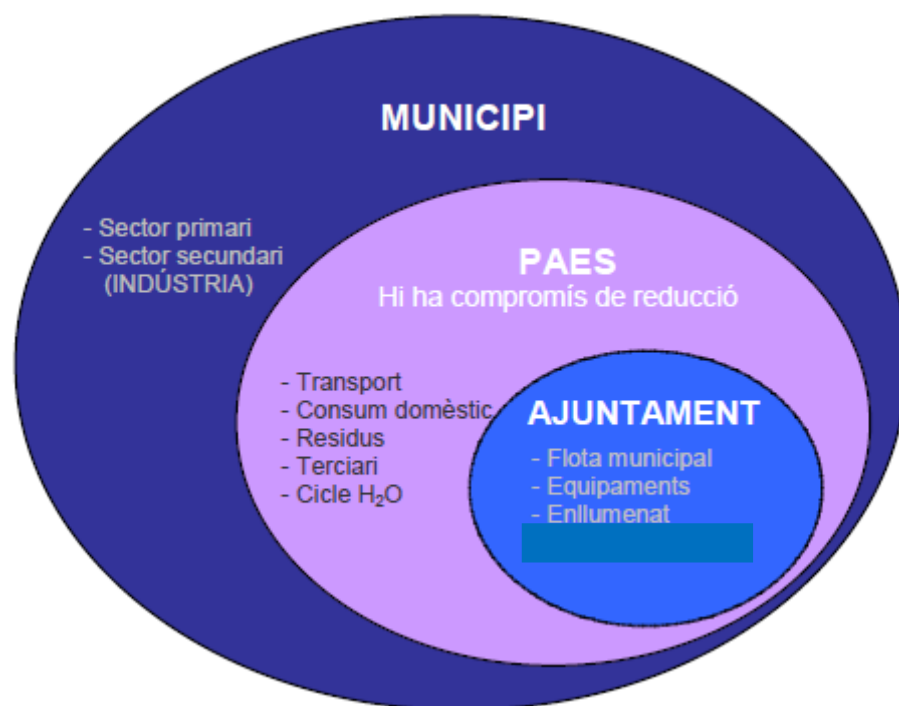 MUNICIPI
- Sector primari
- Sector secundari
(INDÚSTRIA)
PAES
Hi ha compromís de reducció
- Transport
- Consum domèstic
- Residus
- Terciari
- Cicle H₂O
AJUNTAMENT
- Flota municipal
- Equipaments
- Enllumenat